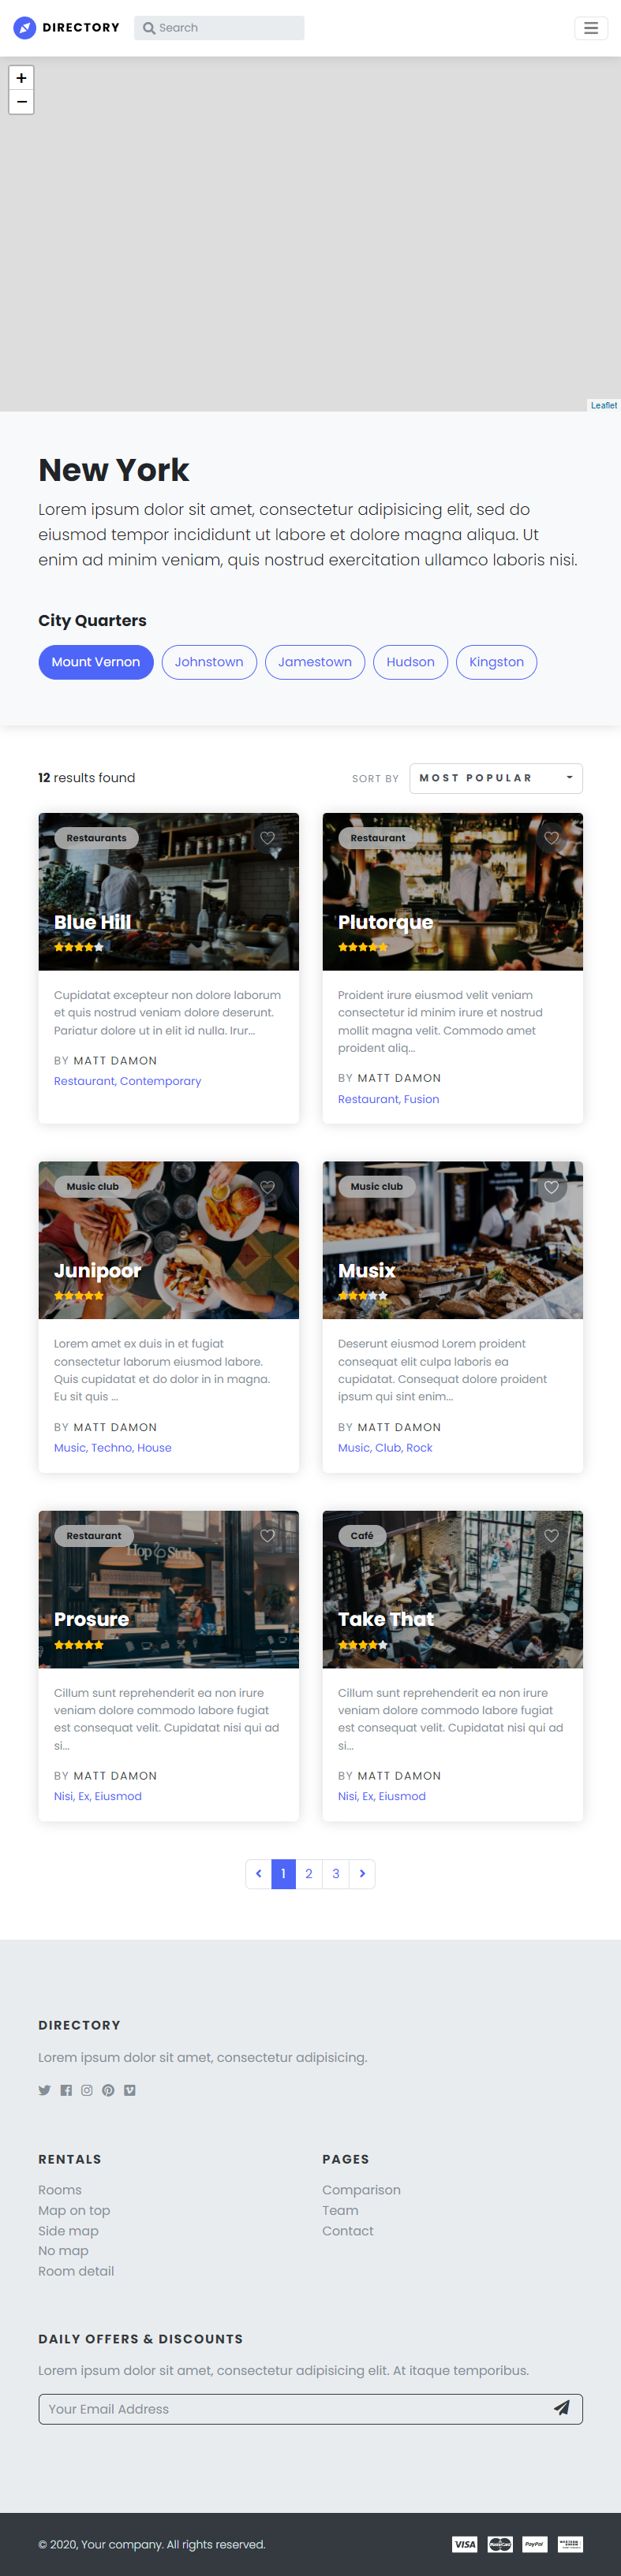 DIRECTORY
Search
+
−
Leaflet
New York
Lorem ipsum dolor sit amet, consectetur adipisicing elit, sed do
eiusmod tempor incididunt ut labore et dolore magna aliqua. Ut
enim ad minim veniam, quis nostrud exercitation ullamco laboris nisi.
City Quarters
Mount Vernon
Johnstown
Jamestown
Hudson
Kingston
12 results found
SORT BY
MOST POPULAR
Restaurants
Blue Hill
Cupidatat excepteur non dolore laborum
et quis nostrud veniam dolore deserunt.
Pariatur dolore ut in elit id nulla. Irur...
BY MATT DAMON
Restaurant, Contemporary
Restaurant
Plutorque
Proident irure eiusmod velit veniam
consectetur id minim irure et nostrud
mollit magna velit. Commodo amet
proident aliq...
BY MATT DAMON
Restaurant, Fusion
Music club
Junipoor
Lorem amet ex duis in et fugiat
consectetur laborum eiusmod labore.
Quis cupidatat et do dolor in in magna.
Eu sit quis ...
BY MATT DAMON
Music, Techno, House
Music club
Musix
Deserunt eiusmod Lorem proident
consequat elit culpa laboris ea
cupidatat. Consequat dolore proident
ipsum qui sint enim...
BY MATT DAMON
Music, Club, Rock
Restaurant
Hop & Stork
Prosure
Cillum sunt reprehenderit ea non irure
veniam dolore commodo labore fugiat
est consequat velit. Cupidatat nisi qui ad
si...
BY MATT DAMON
Nisi, Ex, Eiusmod
Café
Take That
Cillum sunt reprehenderit ea non irure
veniam dolore commodo labore fugiat
est consequat velit. Cupidatat nisi qui ad
si...
BY MATT DAMON
Nisi, Ex, Eiusmod
1
2
3
DIRECTORY
Lorem ipsum dolor sit amet, consectetur adipisicing.
RENTALS
Rooms
Map on top
Side map
No map
Room detail
PAGES
Comparison
Team
Contact
DAILY OFFERS & DISCOUNTS
Lorem ipsum dolor sit amet, consectetur adipisicing elit. At itaque temporibus.
Your Email Address
© 2020, Your company. All rights reserved.
VISA
MasterCard
PayPal
WESTERN UNION